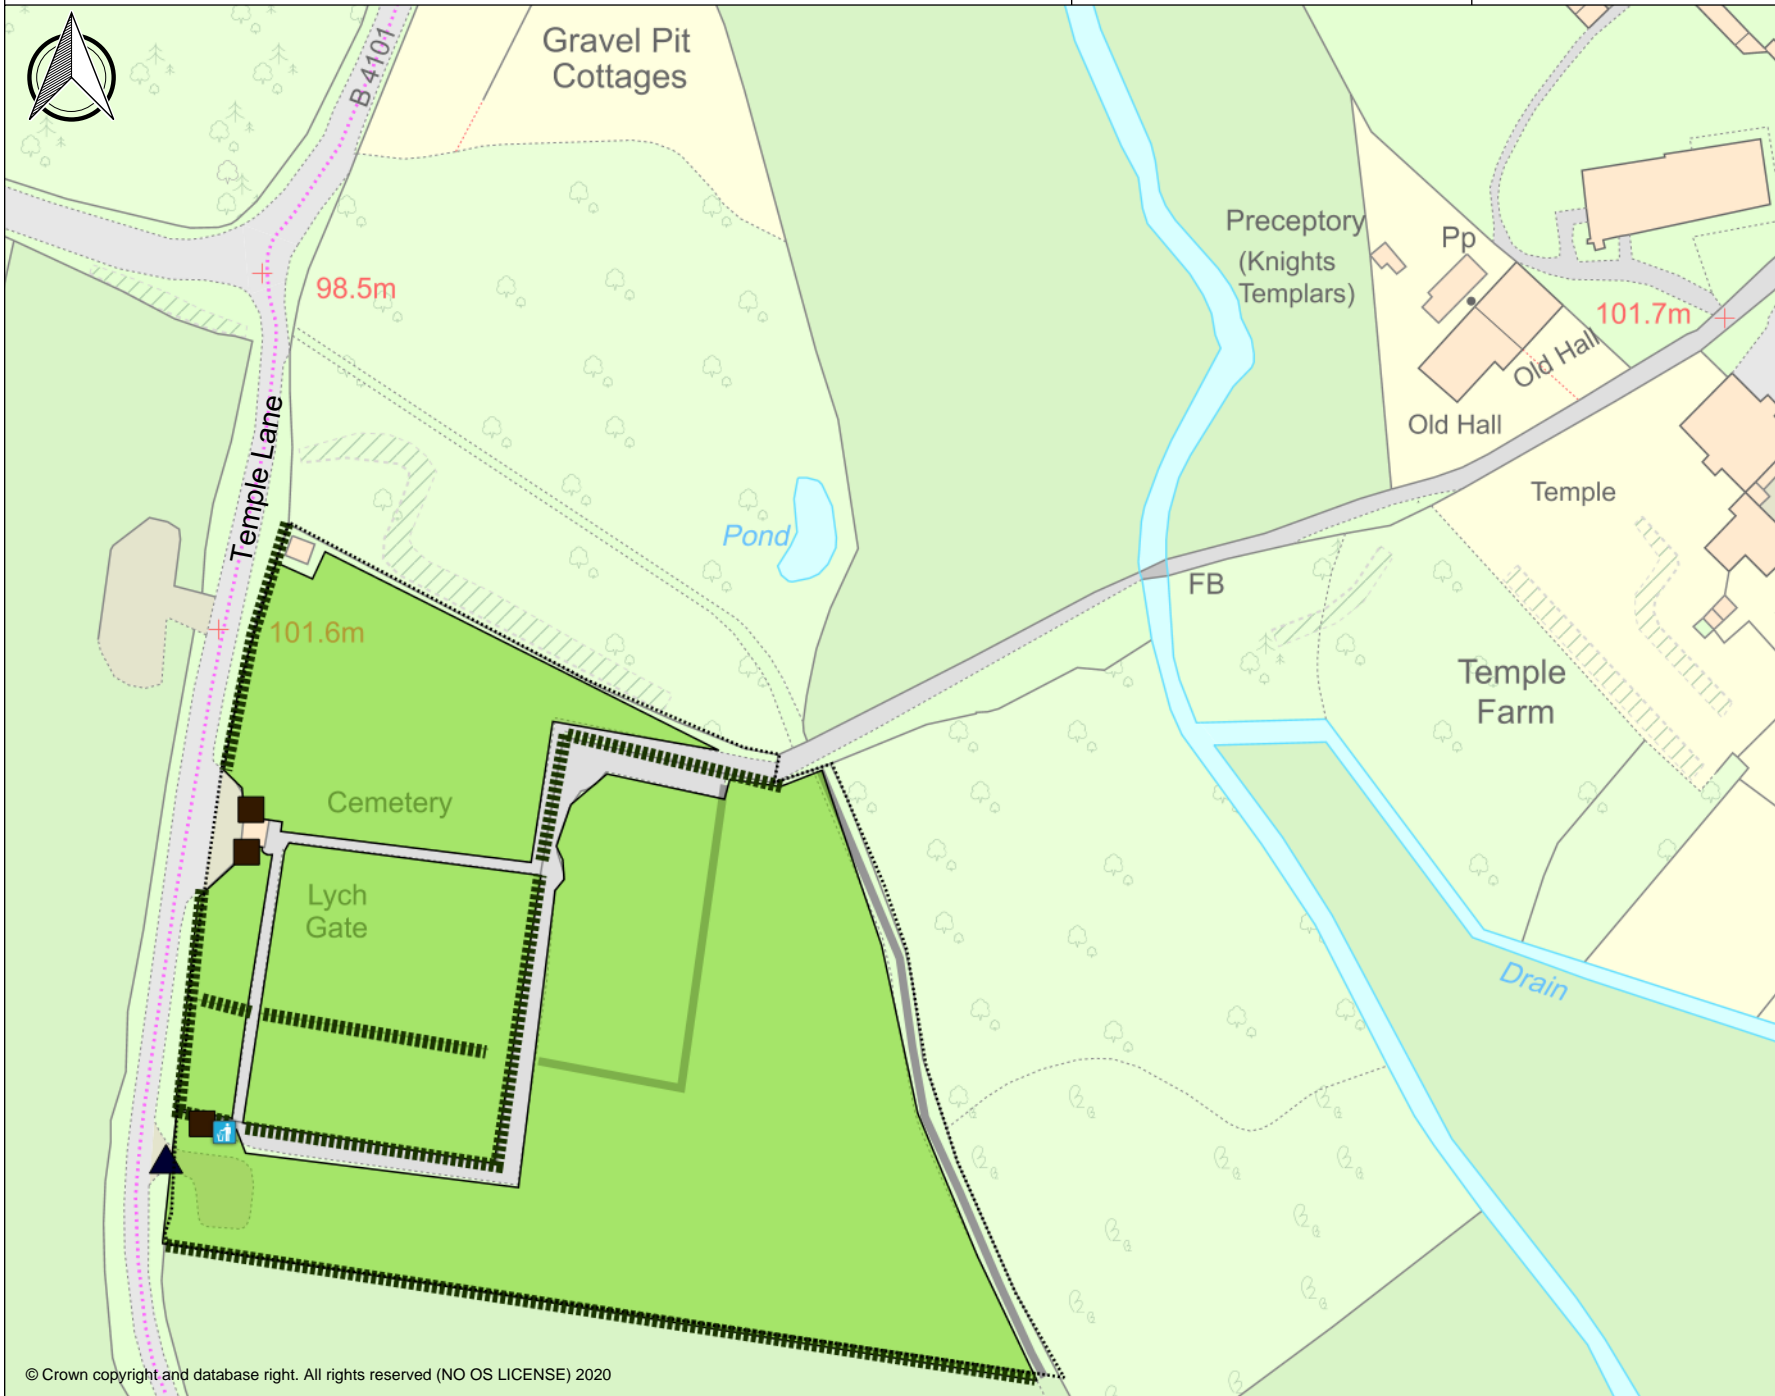 Gravel Pit
Cottages
B 4101
98.5m
Preceptory
(Knights
Templars)
Pp
101.7m
Old Hall
Old Hall
Temple Lane
Temple
Pond
FB
101.6m
Temple
Farm
Cemetery
Lych
Gate
Drain
© Crown copyright and database right. All rights reserved (NO OS LICENSE) 2020